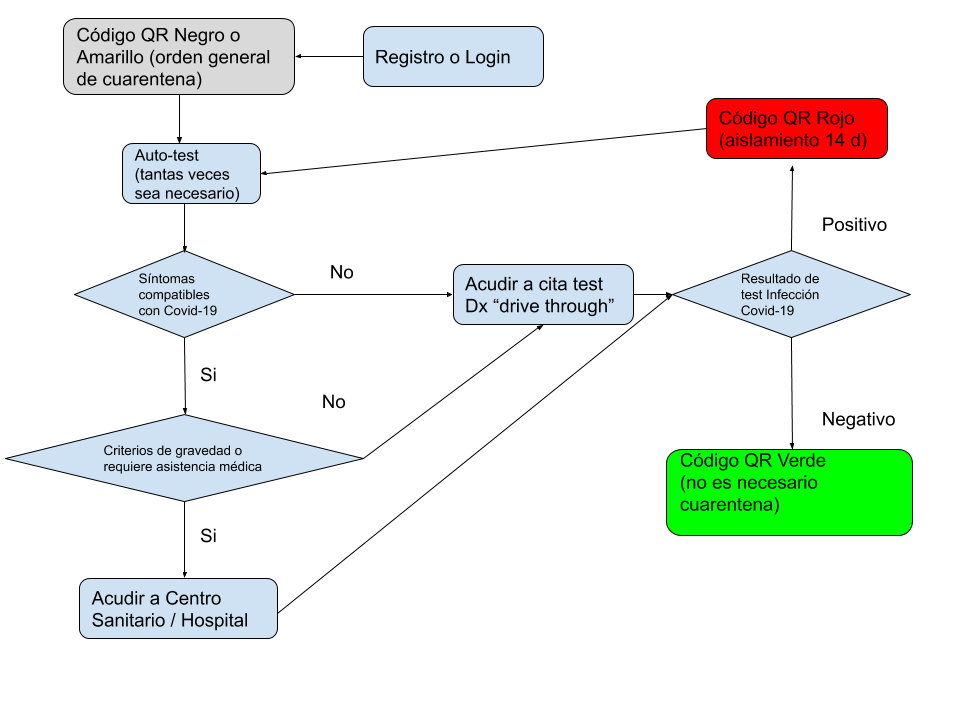 Código QR Negro o
Amarillo (orden general
de cuarentena)
Registro o Login
Código QR Rojo
(aislamiento 14 d)
Auto-test
(tantas veces
sea necesario)
Positivo
Síntomas
compatibles
con Covid-19
No
Acudir a cita test
Dx “drive through”
Resultado de
test Infección
Covid-19
Si
No
Negativo
Criterios de gravedad o
requiere asistencia médica
Código QR Verde
(no es necesario
cuarentena)
Si
Acudir a Centro
Sanitario / Hospital